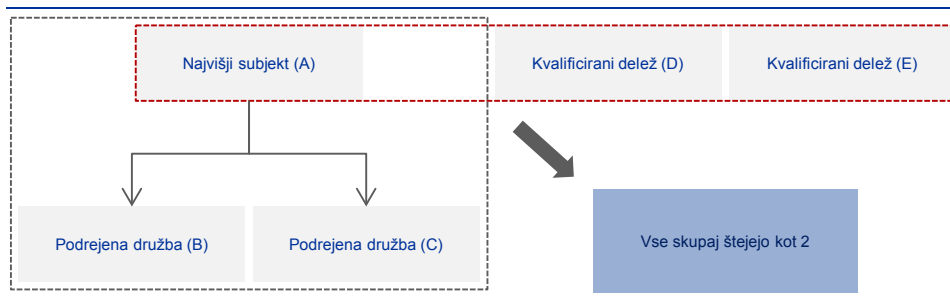 Najvišji subjekt (A)
Kvalificirani delež (D)
Kvalificirani delež (E)
Podrejena družba (B)
Podrejena družba (C)
Vse skupaj štejejo kot 2